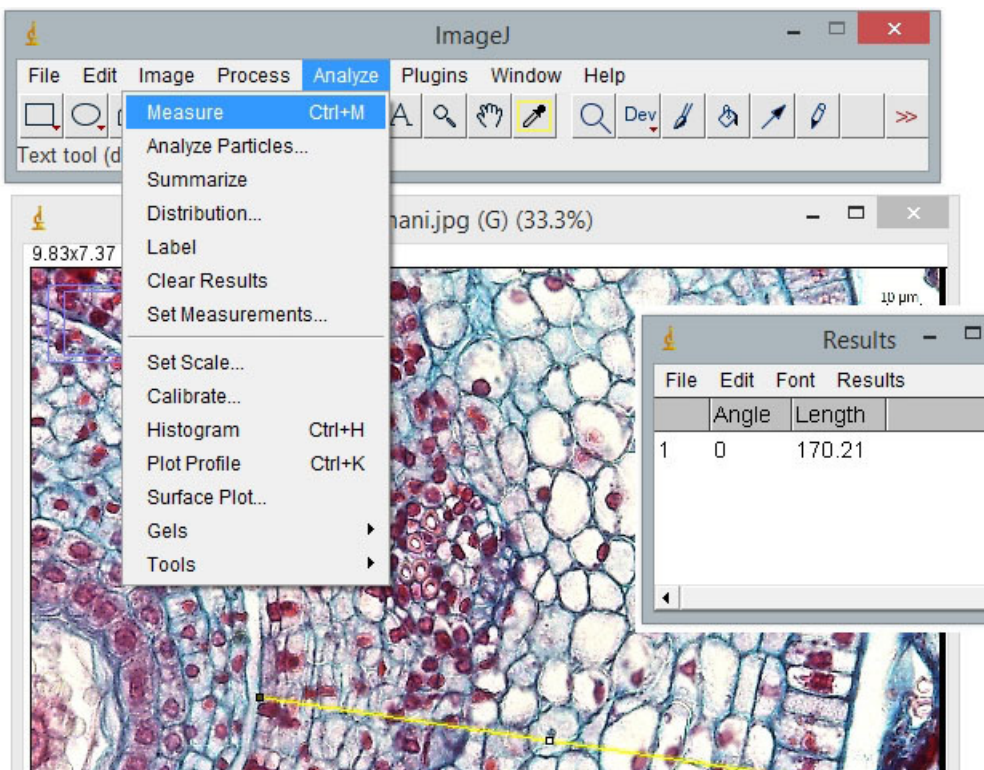 ImageJ
File Edit Image Process Analyze Plugins Window Help
A Dev >>
Text tool (d
Measure Ctrl+M
Analyze Particles...
Summarize
Distribution...
Label
Clear Results
Set Measurements...
Set Scale...
Calibrate...
Histogram Ctrl+H
Plot Profile Ctrl+K
Surface Plot...
Gels
Tools
nani.jpg (G) (33.3%)
9.83x7.37
10 µm
Results
File Edit Font Results
Angle Length
1 0 170.21